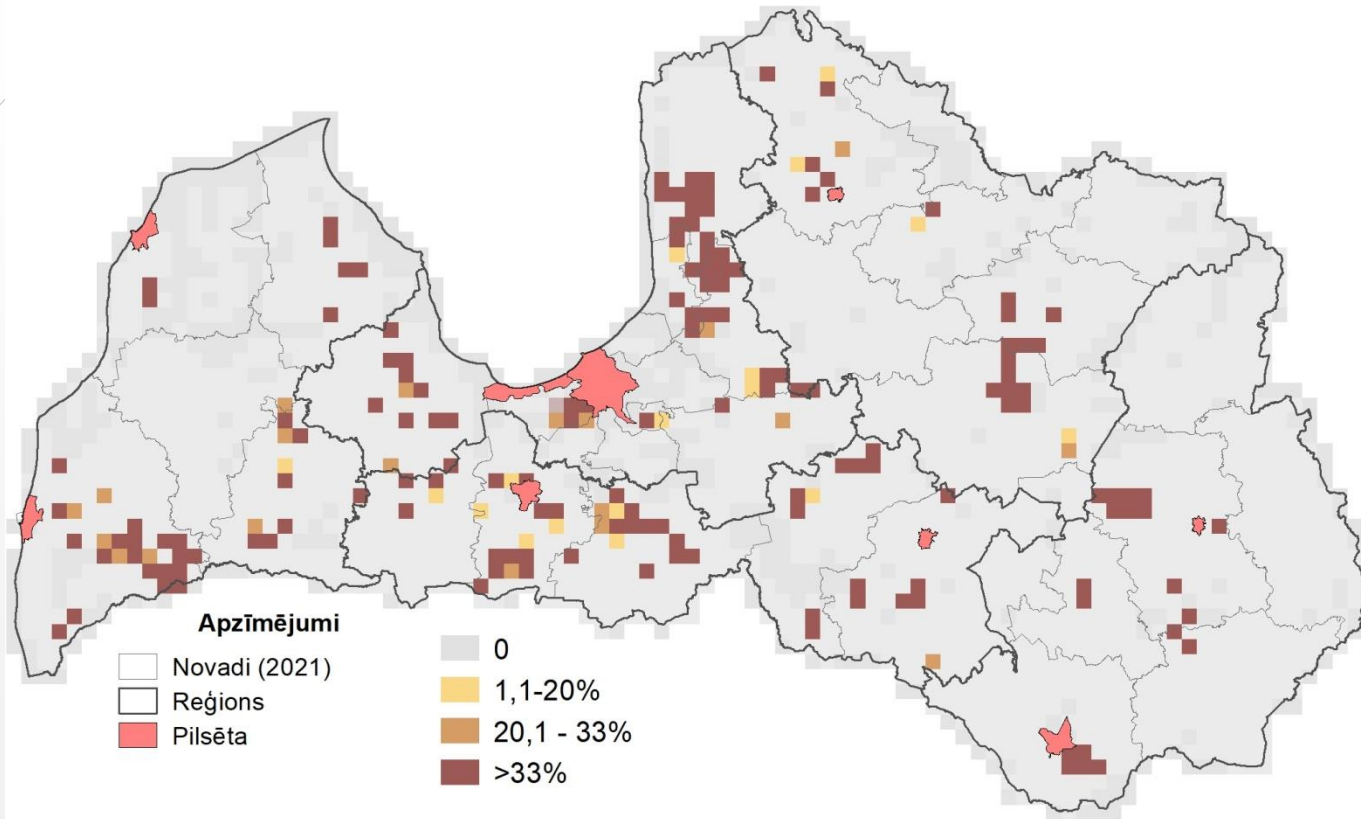 Apzīmējumi
Novadi (2021)
Reģions
Pilsēta
0
1,1-20%
20,1 - 33%
>33%